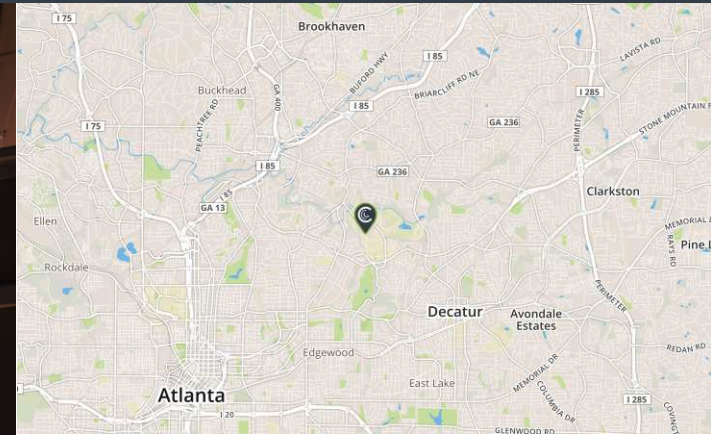 I 75
Brookhaven
I 85
LAVISTA RD
BUFORD HWY
Buckhead
GA 400
BRIARCLIFF RD NE
I 285
PEACHTREE RD
I 85
PERIMETER
STONE MOUNTAIN
I 75
GA 236
I 85
GA 236
Clarkston
I 85
GA 13
Ellen
MEMORIAL
RAYS RD
Pine
Rockdale
PERIMETER
Decatur
Avondale
Estates
Edgewood
REDAN RD
MEMORIAL DR
East Lake
COLUMBIA DR
Atlanta
I 285
I 20
COVING
GLENWOOD RD